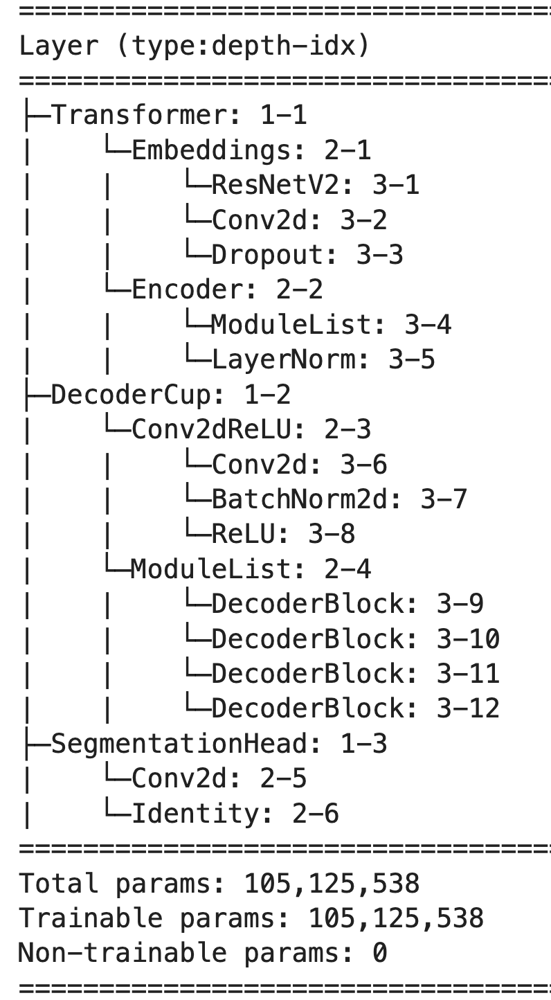 ==================================
Layer (type:depth-idx)
==================================
├─Transformer: 1-1
|    └─Embeddings: 2-1
|    |    └─ResNetV2: 3-1
|    |    └─Conv2d: 3-2
|    |    └─Dropout: 3-3
|    └─Encoder: 2-2
|    |    └─ModuleList: 3-4
|    |    └─LayerNorm: 3-5
├─DecoderCup: 1-2
|    └─Conv2dReLU: 2-3
|    |    └─Conv2d: 3-6
|    |    └─BatchNorm2d: 3-7
|    |    └─ReLU: 3-8
|    └─ModuleList: 2-4
|    |    └─DecoderBlock: 3-9
|    |    └─DecoderBlock: 3-10
|    |    └─DecoderBlock: 3-11
|    |    └─DecoderBlock: 3-12
├─SegmentationHead: 1-3
|    └─Conv2d: 2-5
|    └─Identity: 2-6
==================================
Total params: 105,125,538
Trainable params: 105,125,538
Non-trainable params: 0
==================================